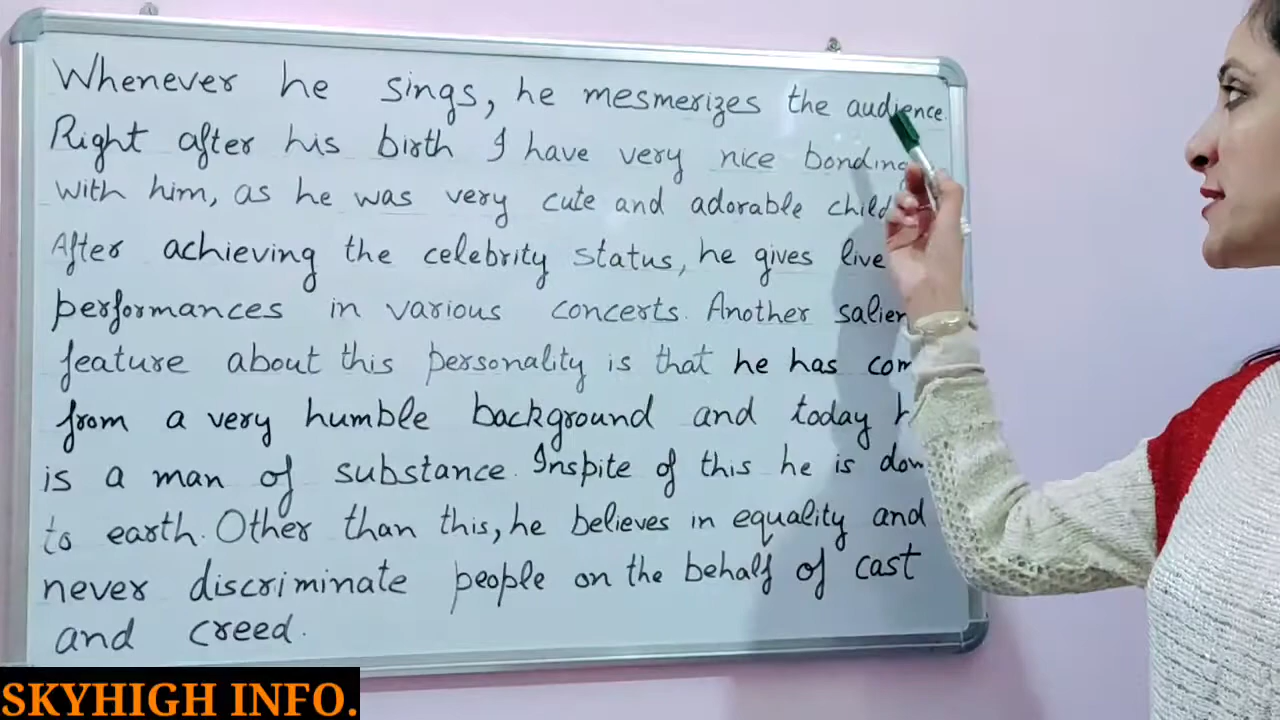 Whenever he sings, he mesmerizes the audience.
Right after his birth I have very nice bonding
with him, as he was very cute and adorable child
After achieving the celebrity status, he gives live
performances in various concerts. Another salien
feature about this personality is that he has com
from a very humble background and today h
is a man of substance. Inspite of this he is dow
to earth. Other than this, he believes in equality and
never discriminate people on the behalf of cast
and creed.
SKYHIGH INFO.